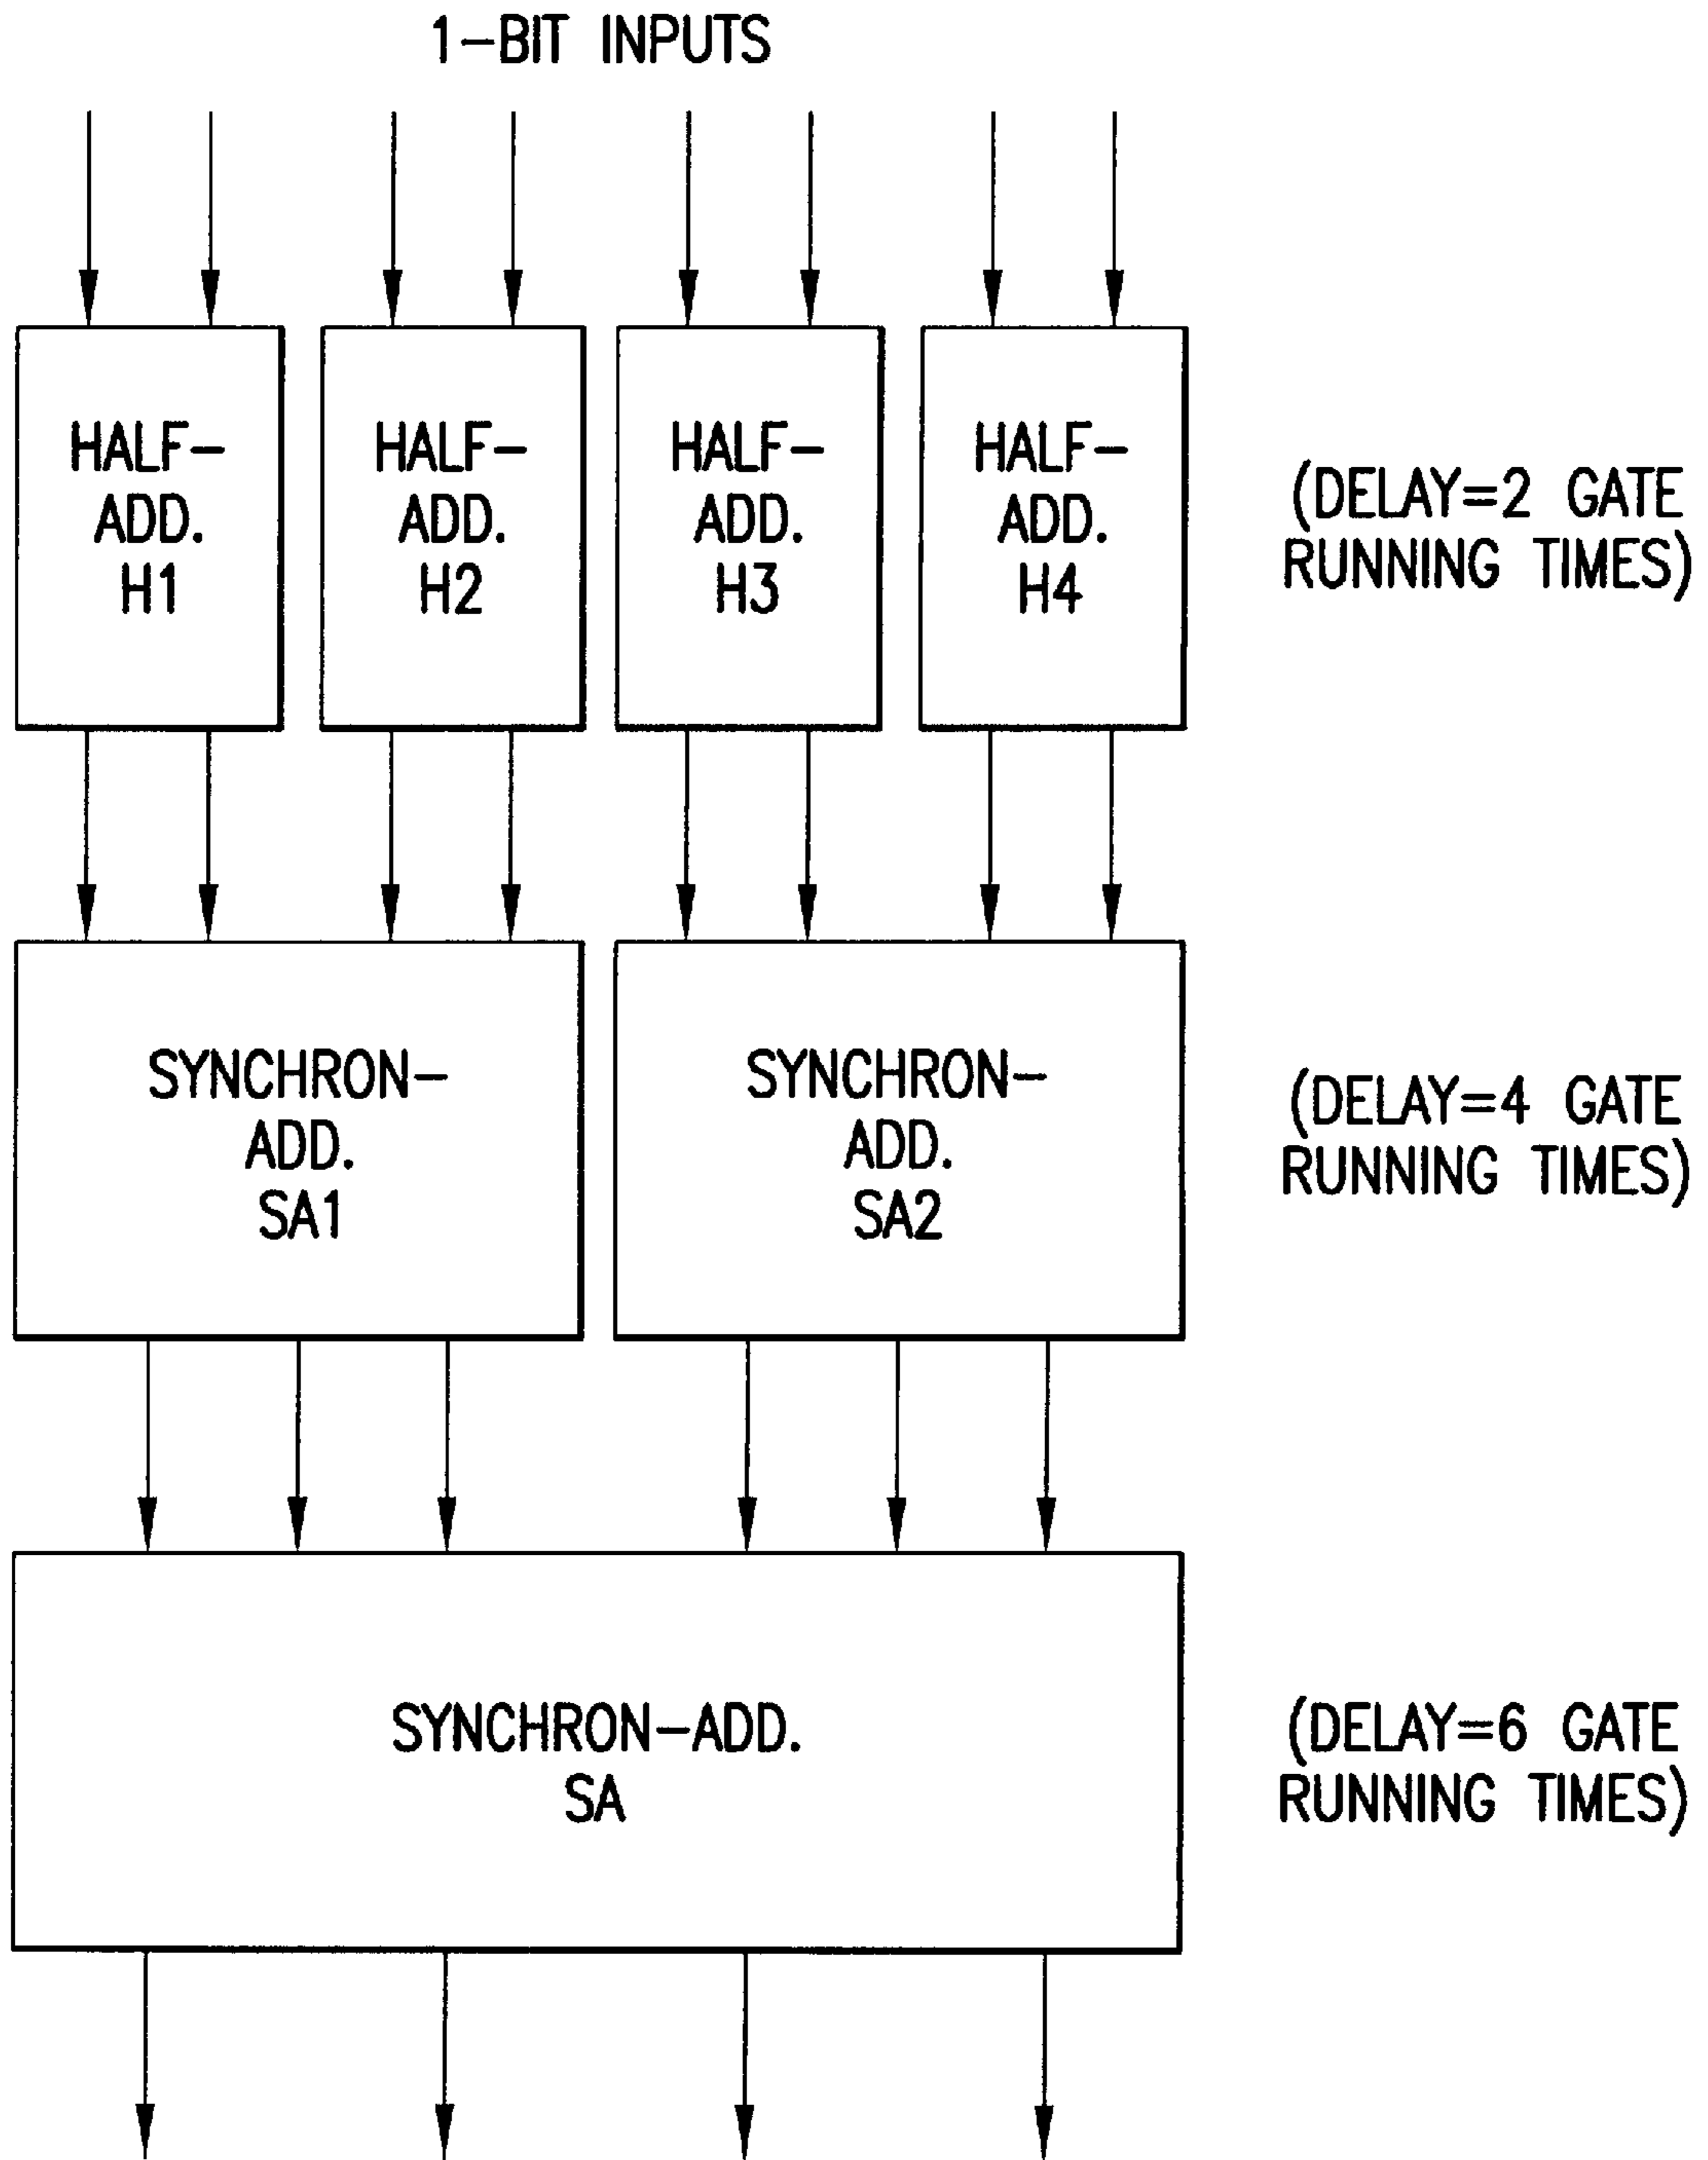 1-BIT INPUTS
HALF-
ADD.
H1
HALF-
ADD.
H2
HALF-
ADD.
H3
HALF-
ADD.
H4
(DELAY=2 GATE
RUNNING TIMES)
SYNCHRON-
ADD.
SA1
SYNCHRON-
ADD.
SA2
(DELAY=4 GATE
RUNNING TIMES)
SYNCHRON-ADD.
SA
(DELAY=6 GATE
RUNNING TIMES)